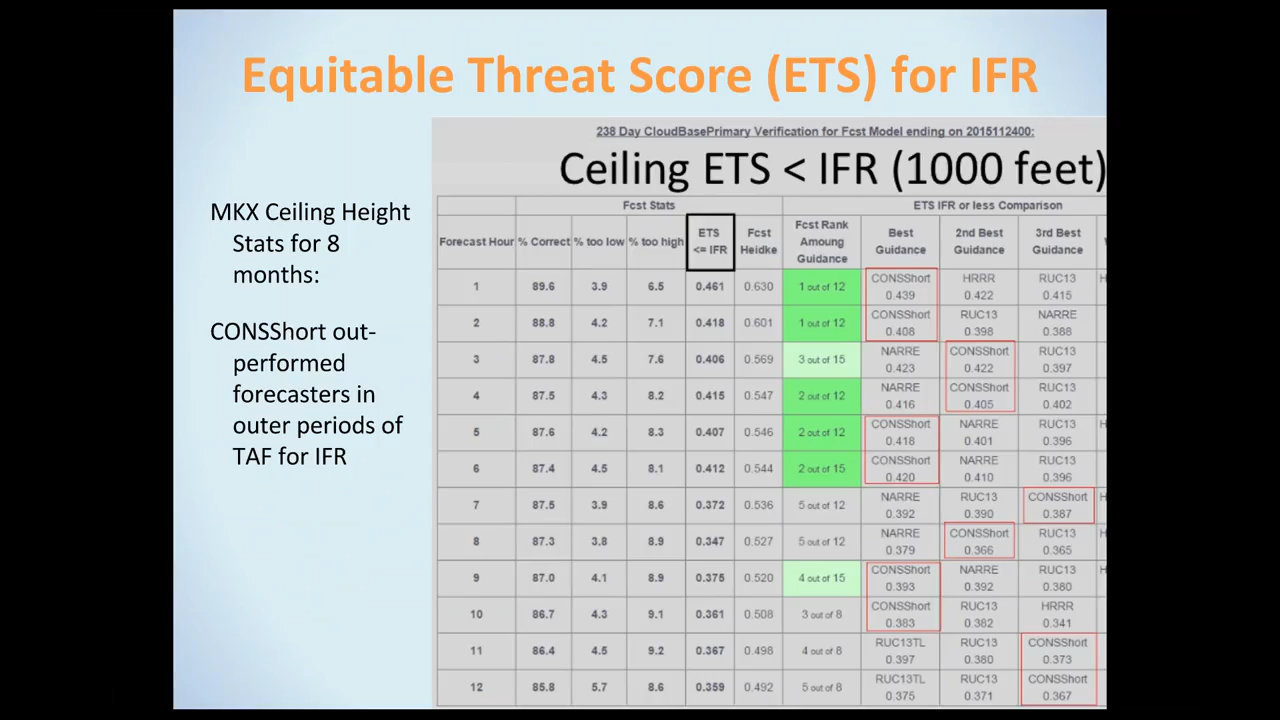 Equitable Threat Score (ETS) for IFR
238 Day CloudBasePrimary Verification for Fcst Model ending on 2015112400:
Ceiling ETS < IFR (1000 feet)
MKX Ceiling Height
Stats for 8
months:
CONSShort out-
performed
forecasters in
outer periods of
TAF for IFR
Fcst Stats ETS IFR or less Comparison
Forecast Hour % Correct % too low % too high ETS <= IFR Fcst Heidke Fcst Rank Amoung Guidance Best Guidance 2nd Best Guidance 3rd Best Guidance
1 89.6 3.9 6.5 0.461 0.630 1 out of 12 CONSShort 0.439 HRRR 0.422 RUC13 0.415
2 88.8 4.2 7.1 0.418 0.601 1 out of 12 CONSShort 0.408 RUC13 0.398 NARRE 0.388
3 87.8 4.5 7.6 0.406 0.569 3 out of 15 NARRE 0.423 CONSShort 0.422 RUC13 0.397
4 87.5 4.3 8.2 0.415 0.547 2 out of 12 NARRE 0.416 CONSShort 0.405 RUC13 0.402
5 87.6 4.2 8.3 0.407 0.546 2 out of 12 CONSShort 0.418 NARRE 0.401 RUC13 0.396
6 87.4 4.5 8.1 0.412 0.544 2 out of 15 CONSShort 0.420 NARRE 0.410 RUC13 0.396
7 87.5 3.9 8.6 0.372 0.536 5 out of 12 NARRE 0.392 RUC13 0.390 CONSShort 0.387
8 87.3 3.8 8.9 0.347 0.527 5 out of 12 NARRE 0.379 CONSShort 0.366 RUC13 0.365
9 87.0 4.1 8.9 0.375 0.520 4 out of 15 CONSShort 0.393 NARRE 0.392 RUC13 0.380
10 86.7 4.3 9.1 0.361 0.508 3 out of 8 CONSShort 0.383 RUC13 0.382 HRRR 0.341
11 86.4 4.5 9.2 0.367 0.498 4 out of 8 RUC13TL 0.397 RUC13 0.380 CONSShort 0.373
12 85.8 5.7 8.6 0.359 0.492 5 out of 8 RUC13TL 0.375 RUC13 0.371 CONSShort 0.367